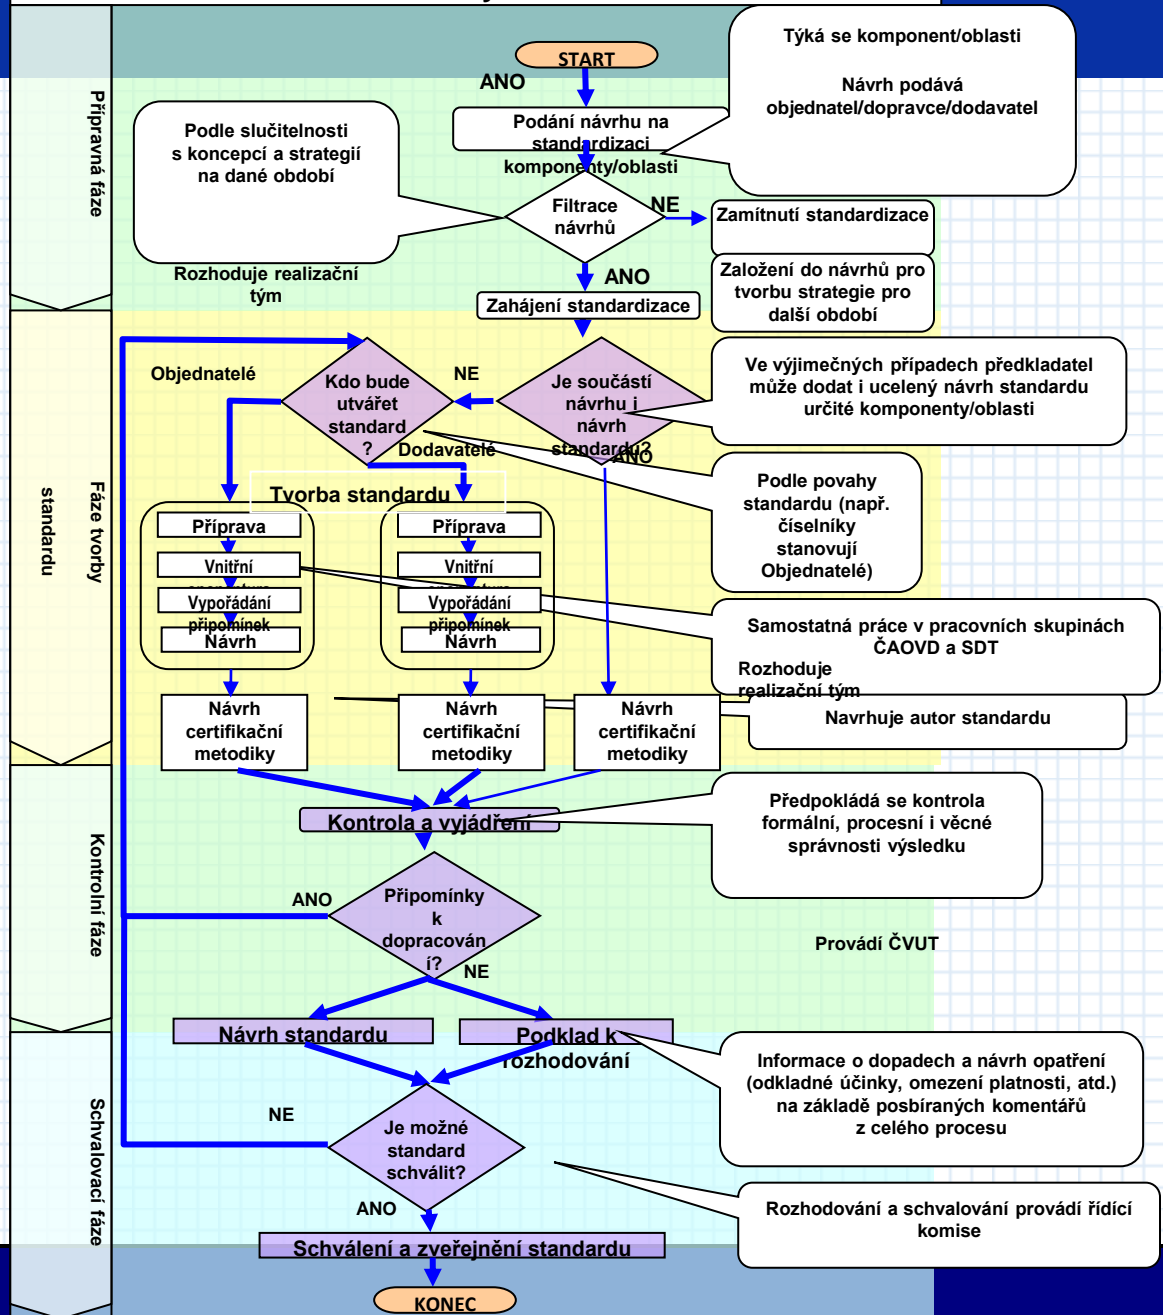 START
Týká se komponent/oblasti
Návrh podává
objednatel/dopravce/dodavatel
ANO
Přípravná fáze
Podání návrhu na
standardizaci
komponenty/oblasti
Podle slučitelnosti
s koncepcí a strategií
na dané období
Filtrace
návrhů
NE
Zamítnutí standardizace
Rozhoduje realizační
tým
ANO
Založení do návrhů pro
tvorbu strategie pro
další období
Zahájení standardizace
Fáze tvorby
standardu
Objednatelé
Kdo bude
utvářet
standard
?
NE
Je součástí
návrhu i
návrh
standardu?
Ve výjimečných případech předkladatel
může dodat i ucelený návrh standardu
určité komponenty/oblasti
Dodavatelé
ANO
Podle povahy
standardu (např.
číselníky
stanovují
Objednatelé)
Tvorba standardu
Příprava
Vnitřní
Vypořádání
připomínek
Návrh
Příprava
Vnitřní
Vypořádání
připomínek
Návrh
Samostatná práce v pracovních skupinách
ČAOVD a SDT
Rozhoduje
realizační tým
Návrh
certifikační
metodiky
Návrh
certifikační
metodiky
Návrh
certifikační
metodiky
Navrhuje autor standardu
Kontrolní fáze
Kontrola a vyjádření
Předpokládá se kontrola
formální, procesní i věcné
správnosti výsledku
ANO
Připomínky
k
dopracován
í?
NE
Provádí ČVUT
Návrh standardu
Podklad k
rozhodování
Schvalovací fáze
Informace o dopadech a návrh opatření
(odkladné účinky, omezení platnosti, atd.)
na základě posbíraných komentářů
z celého procesu
NE
Je možné
standard
schválit?
ANO
Rozhodování a schvalování provádí řídící
komise
Schválení a zveřejnění standardu
KONEC